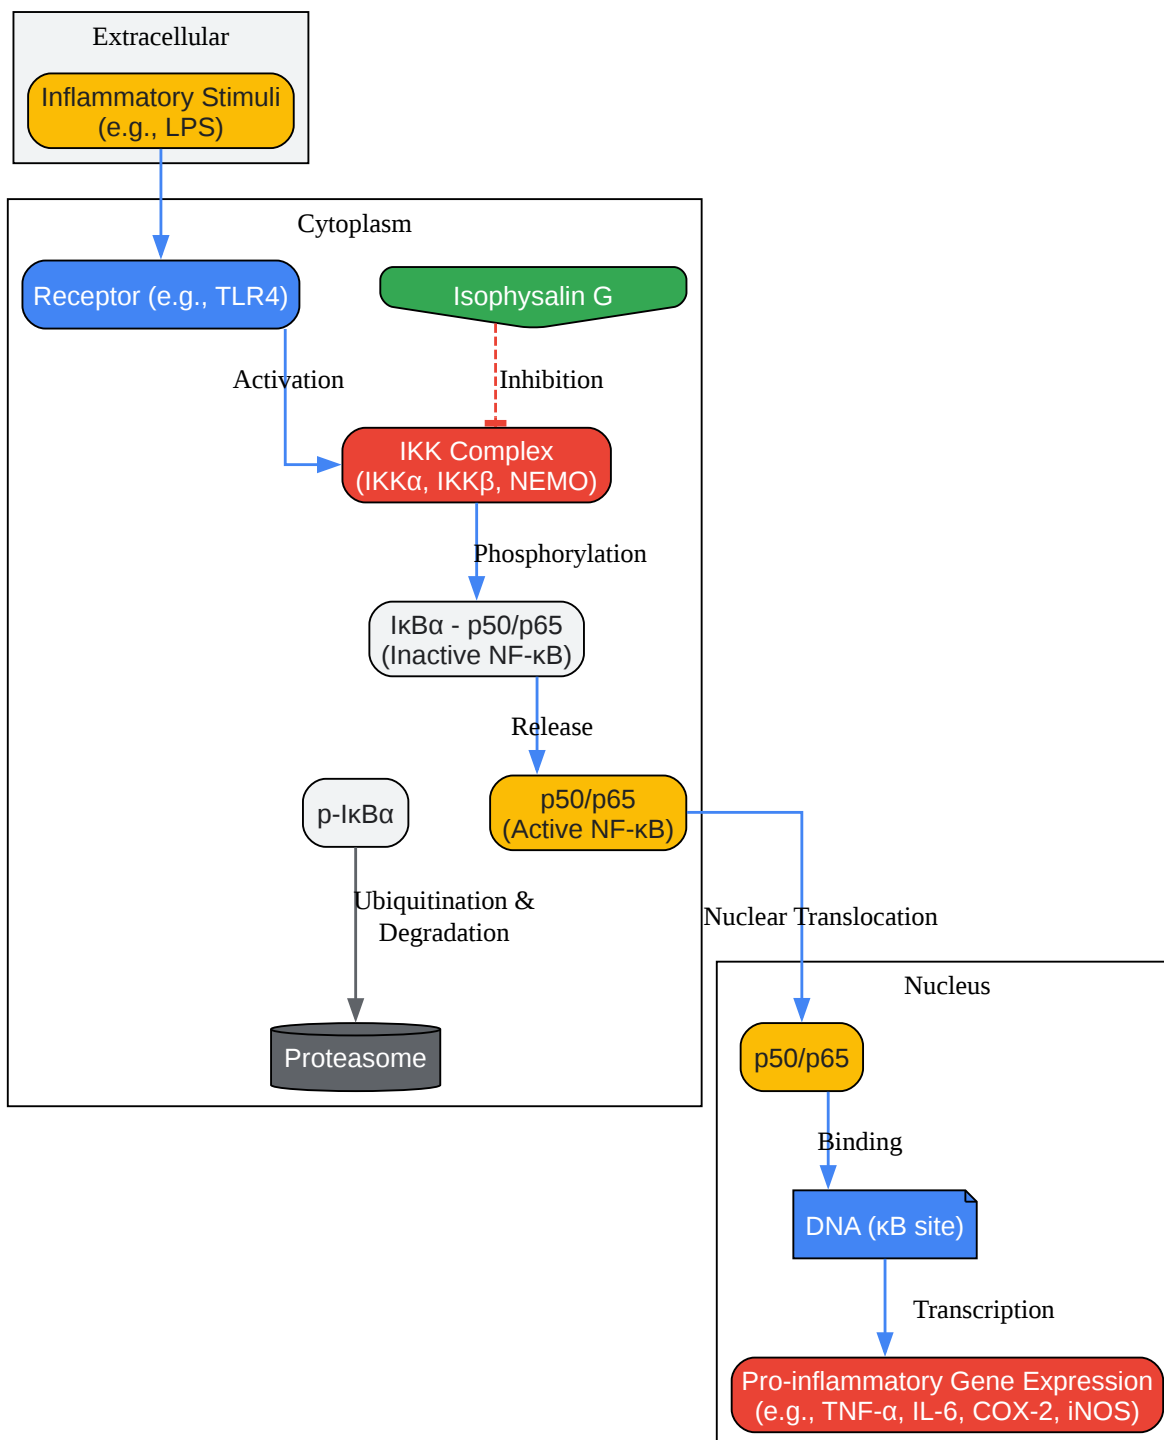 Extracellular
Inflammatory Stimuli
(e.g., LPS)
Cytoplasm
Receptor (e.g., TLR4)
Isophysalin G
Activation
Inhibition
IKK Complex
(IKKα, IKKβ, NEMO)
Phosphorylation
IκBα - p50/p65
(Inactive NF-κB)
Release
p-IκBα
p50/p65
(Active NF-κB)
Ubiquitination &
Degradation
Nuclear Translocation
Nucleus
Proteasome
p50/p65
Binding
DNA (κB site)
Transcription
Pro-inflammatory Gene Expression
(e.g., TNF-α, IL-6, COX-2, iNOS)